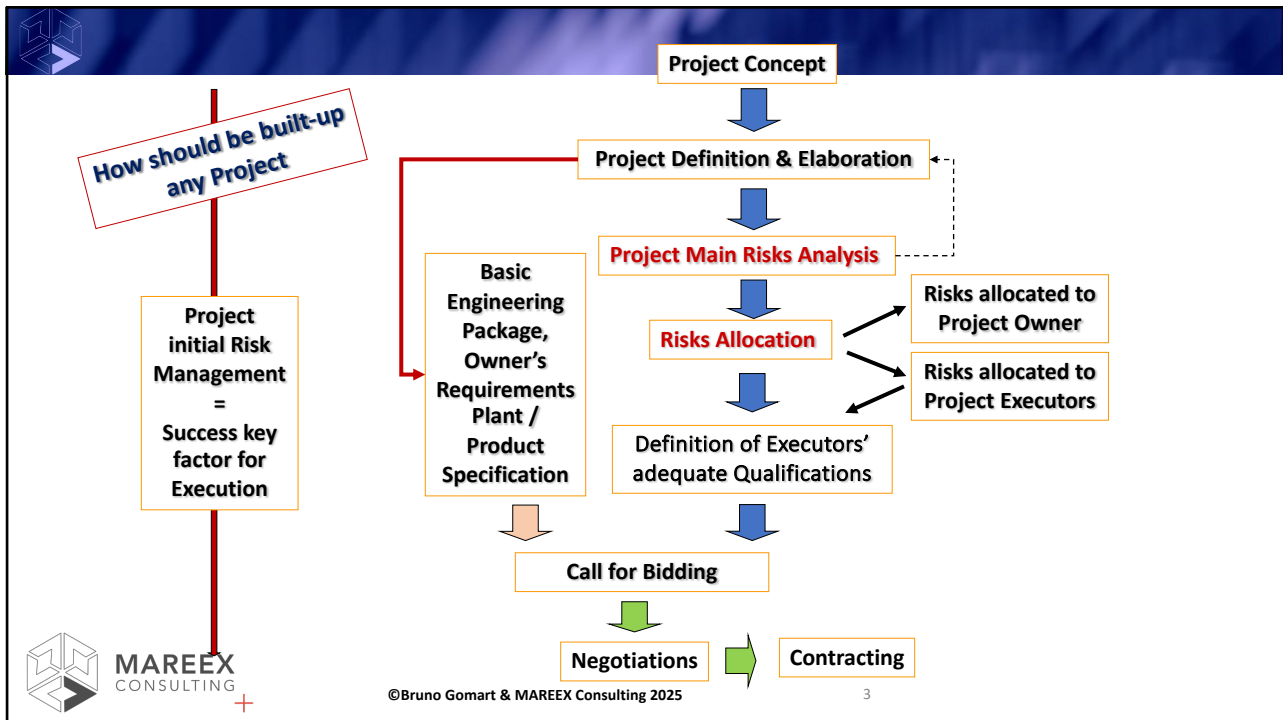 Project Concept
How should be built-up
any Project
Project Definition & Elaboration
Project Main Risks Analysis
Basic
Engineering
Package,
Owner’s
Requirements
Plant /
Product
Specification
Risks allocated to
Project Owner
Project
initial Risk
Management
=
Success key
factor for
Execution
Risks Allocation
Risks allocated to
Project Executors
Definition of Executors’
adequate Qualifications
Call for Bidding
Negotiations
Contracting
MAREEX
CONSULTING
©Bruno Gomart & MAREEX Consulting 2025
3